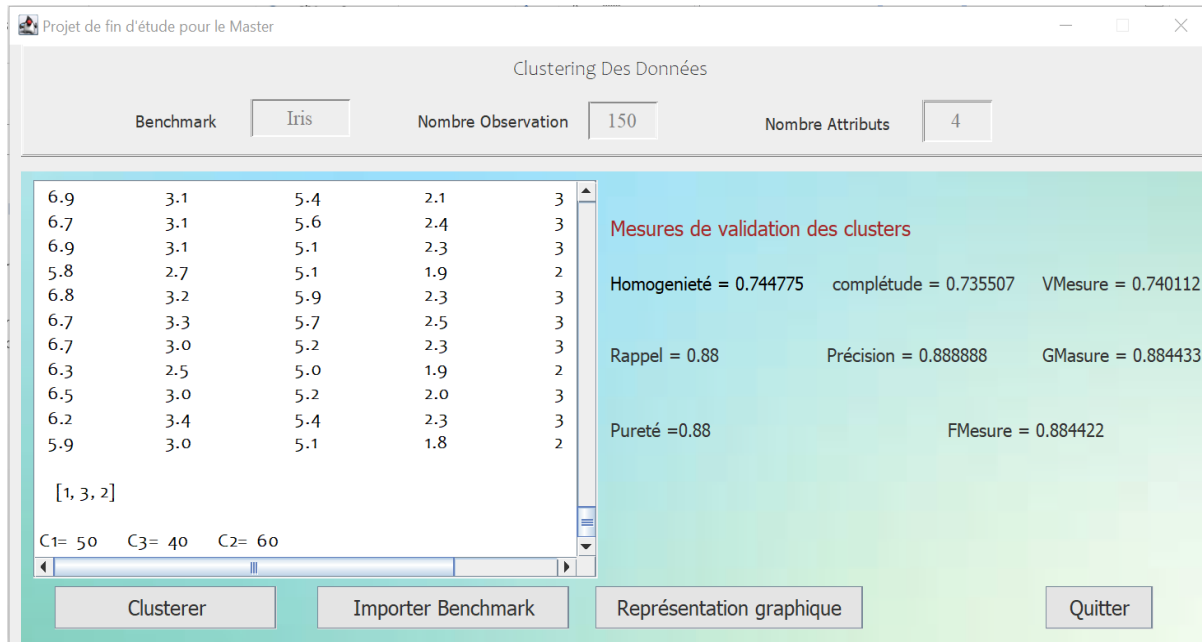 Projet de fin d'étude pour le Master
Clustering Des Données
Benchmark Iris Nombre Observation 150 Nombre Attributs 4
6.9 3.1 5.4 2.1 3
6.7 3.1 5.6 2.4 3
6.9 3.1 5.1 2.3 3
5.8 2.7 5.1 1.9 2
6.8 3.2 5.9 2.3 3
6.7 3.3 5.7 2.5 3
6.7 3.0 5.2 2.3 3
6.3 2.5 5.0 1.9 2
6.5 3.0 5.2 2.0 3
6.2 3.4 5.4 2.3 3
5.9 3.0 5.1 1.8 2
[1, 3, 2]
C1= 50 C3= 40 C2= 60
Mesures de validation des clusters
Homogenieté = 0.744775 complétude = 0.735507 VMesure = 0.740112
Rappel = 0.88 Précision = 0.888888 GMasure = 0.884433
Pureté =0.88 FMesure = 0.884422
Clusterer Importer Benchmark Représentation graphique Quitter